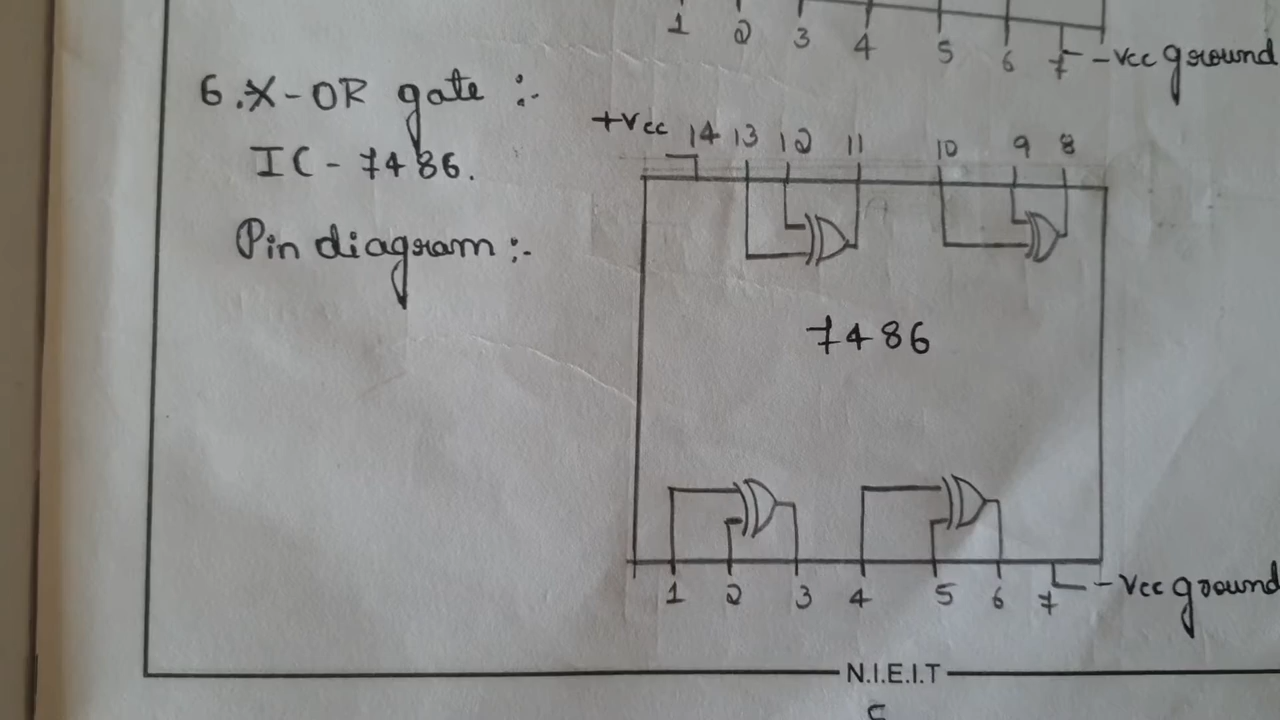 1 2 3 4 5 6 7 -Vcc ground
6. X-OR gate :-
IC - 7486.
Pin diagram :-
+Vcc 14 13 12 11 10 9 8
7486
1 2 3 4 5 6 7 -Vcc ground
N.I.E.I.T